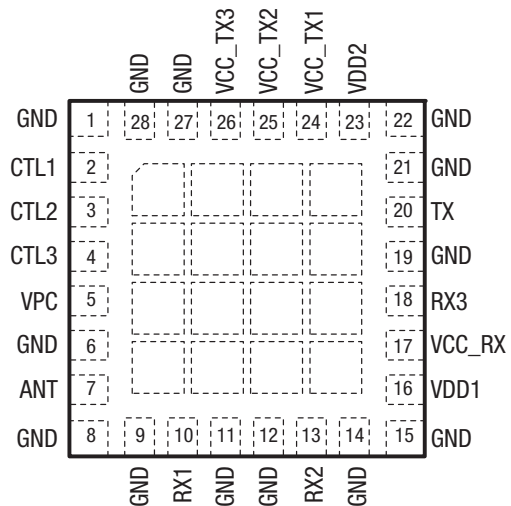 GND
GND
VCC_TX3
VCC_TX2
VCC_TX1
VDD2
GND 1 28 27 26 25 24 23 22 GND
CTL1 2 21 GND
CTL2 3 20 TX
CTL3 4 19 GND
VPC 5 18 RX3
GND 6 17 VCC_RX
ANT 7 16 VDD1
GND 8 9 10 11 12 13 14 15 GND
GND
RX1
GND
GND
RX2
GND